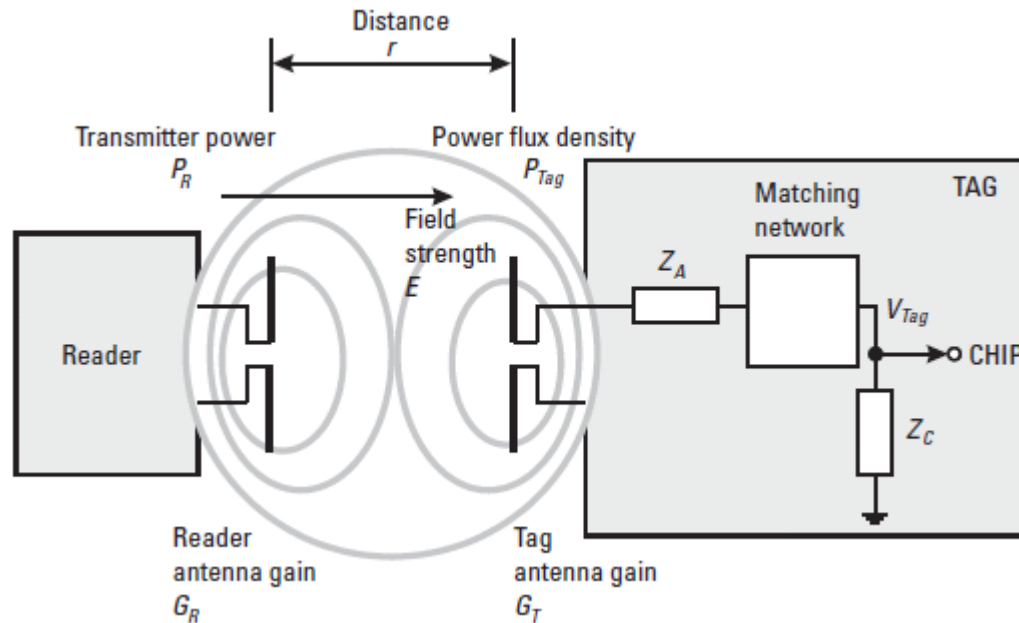 Distance
r
Transmitter power
P_R
Power flux density
P_Tag
TAG
Matching
network
Field
strength
E
Z_A
V_Tag
Reader
CHIP
Z_C
Reader
antenna gain
G_R
Tag
antenna gain
G_T